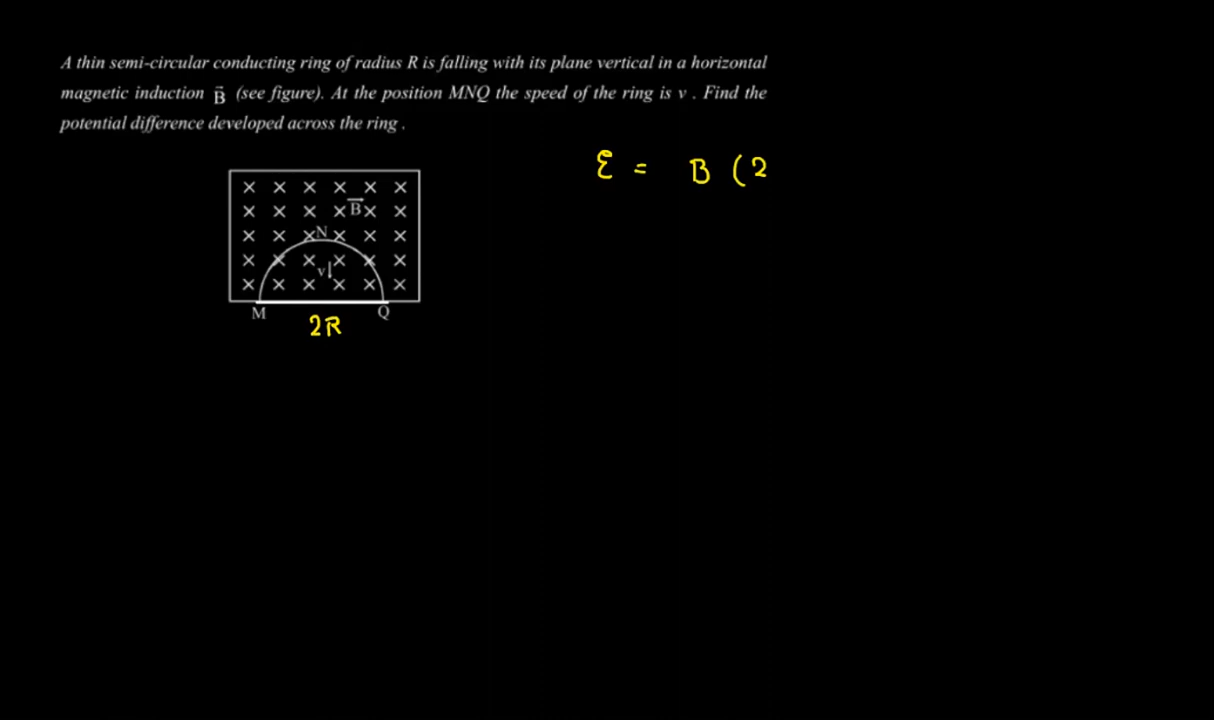 A thin semi-circular conducting ring of radius R is falling with its plane vertical in a horizontal
magnetic induction B⃗ (see figure). At the position MNQ the speed of the ring is v . Find the
potential difference developed across the ring .
ε = B (2
B⃗
N
v
M Q
2R